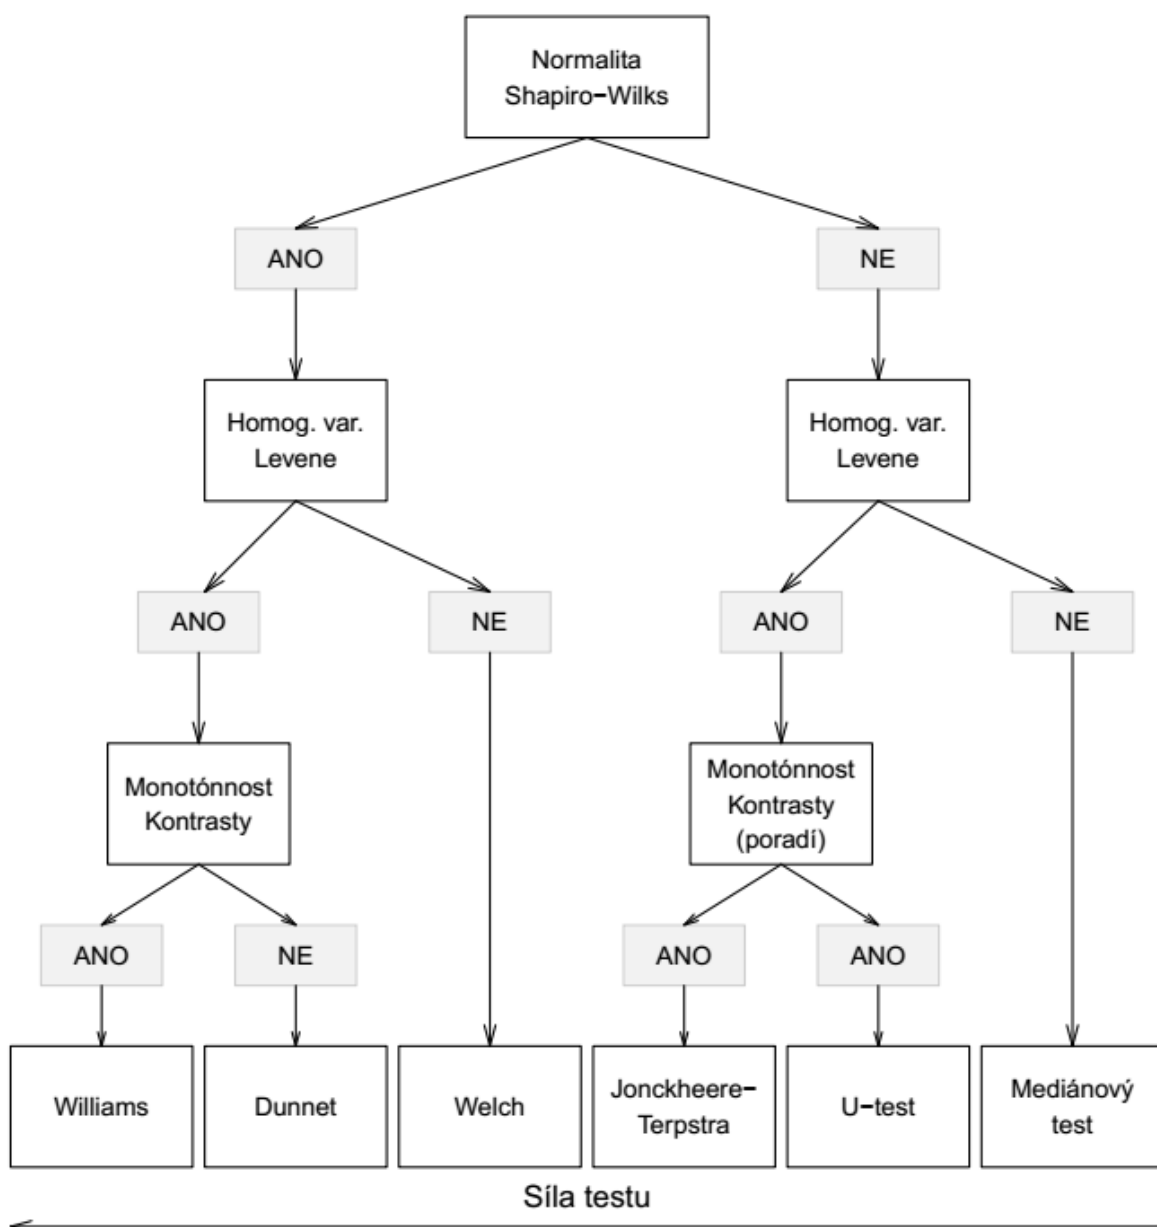 Normalita
Shapiro−Wilks
ANO
NE
Homog. var.
Levene
Homog. var.
Levene
ANO
NE
ANO
NE
Monotónnost
Kontrasty
Monotónnost
Kontrasty
(poradí)
ANO
NE
ANO
ANO
Williams
Dunnet
Welch
Jonckheere−
Terpstra
U−test
Mediánový
test
Síla testu